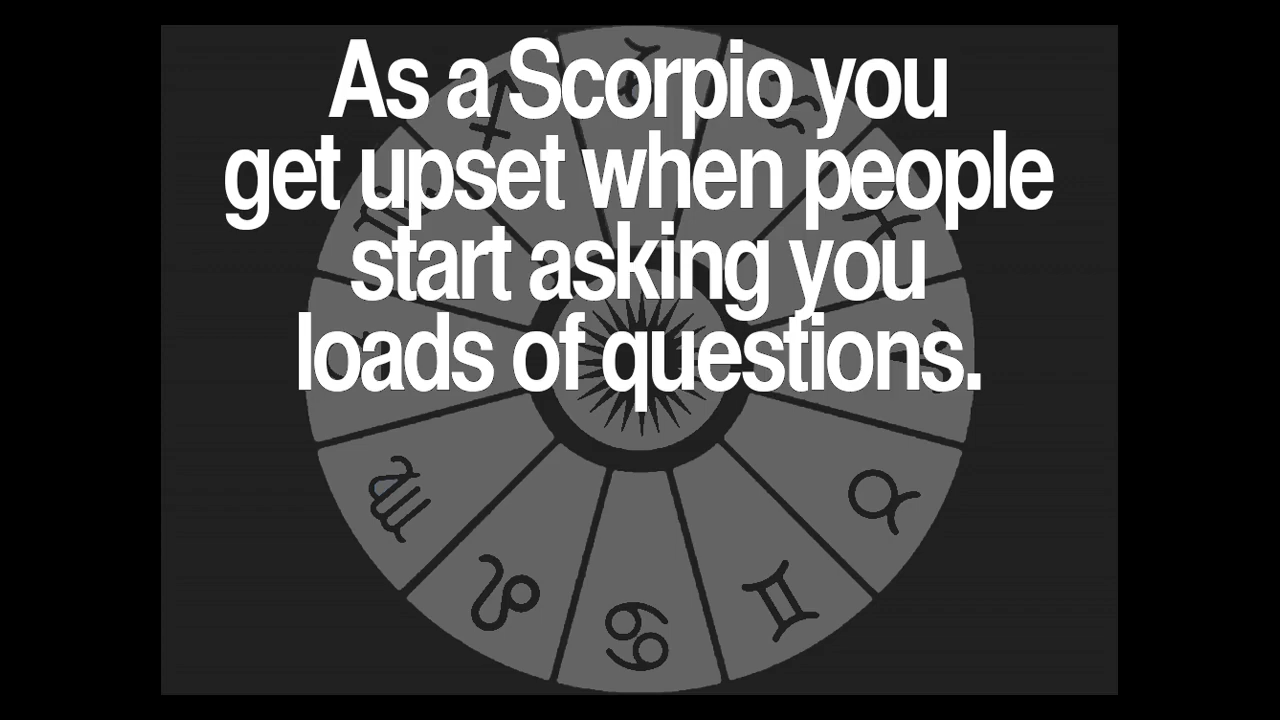 As a Scorpio you
get upset when people
start asking you
loads of questions.